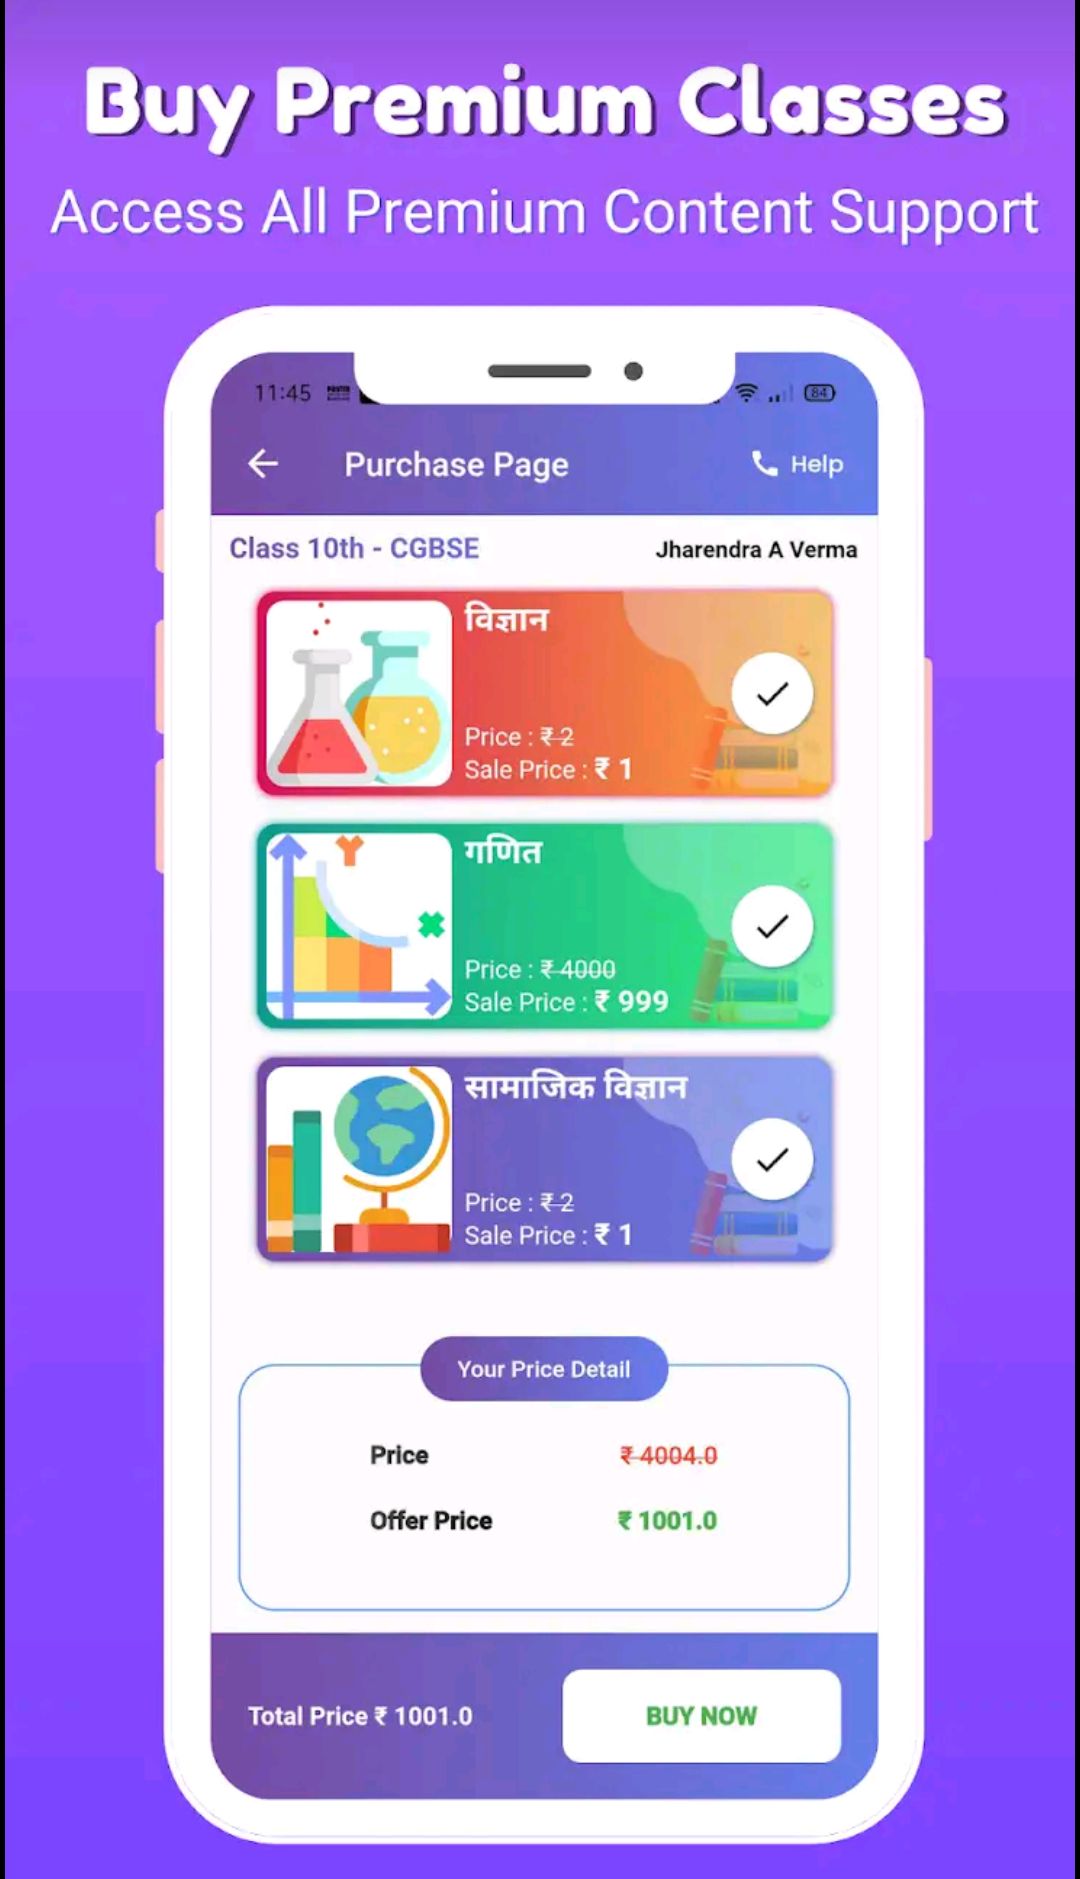 Buy Premium Classes
Access All Premium Content Support
11:45
84
Purchase Page
Help
Class 10th - CGBSE
Jharendra A Verma
विज्ञान
Price : ₹ 2
Sale Price : ₹ 1
गणित
Price : ₹ 4000
Sale Price : ₹ 999
सामाजिक विज्ञान
Price : ₹ 2
Sale Price : ₹ 1
Your Price Detail
Price ₹ 4004.0
Offer Price ₹ 1001.0
Total Price ₹ 1001.0
BUY NOW